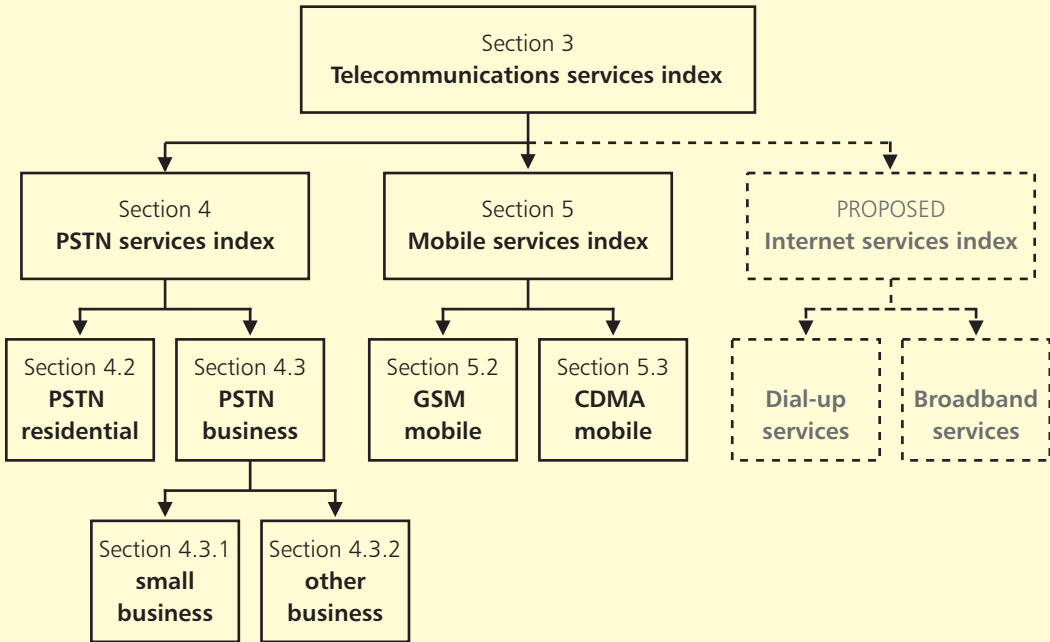 Section 3
Telecommunications services index
Section 4
PSTN services index
Section 5
Mobile services index
PROPOSED
Internet services index
Section 4.2
PSTN
residential
Section 4.3
PSTN
business
Section 5.2
GSM
mobile
Section 5.3
CDMA
mobile
Dial-up
services
Broadband
services
Section 4.3.1
small
business
Section 4.3.2
other
business